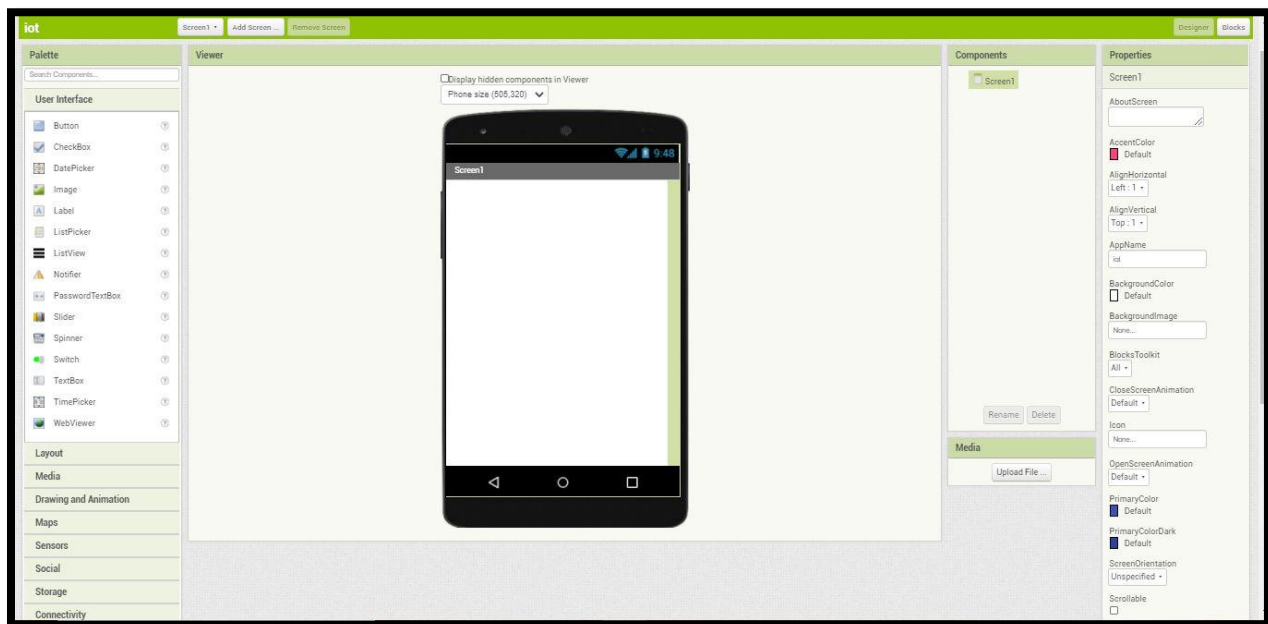 iot
Screen1
Add Screen ...
Remove Screen
Designer
Blocks
Palette
Search Components...
User Interface
Button
CheckBox
DatePicker
Image
Label
ListPicker
ListView
Notifier
PasswordTextBox
Slider
Spinner
Switch
TextBox
TimePicker
WebViewer
Layout
Media
Drawing and Animation
Maps
Sensors
Social
Storage
Connectivity
Viewer
Display hidden components in Viewer
Phone size (505,320)
9:48
Screen1
Components
Screen1
Rename
Delete
Media
Upload File ...
Properties
Screen1
AboutScreen
AccentColor
Default
AlignHorizontal
Left : 1
AlignVertical
Top : 1
AppName
iot
BackgroundColor
Default
BackgroundImage
None...
BlocksToolkit
All
CloseScreenAnimation
Default
Icon
None...
OpenScreenAnimation
Default
PrimaryColor
Default
PrimaryColorDark
Default
ScreenOrientation
Unspecified
Scrollable